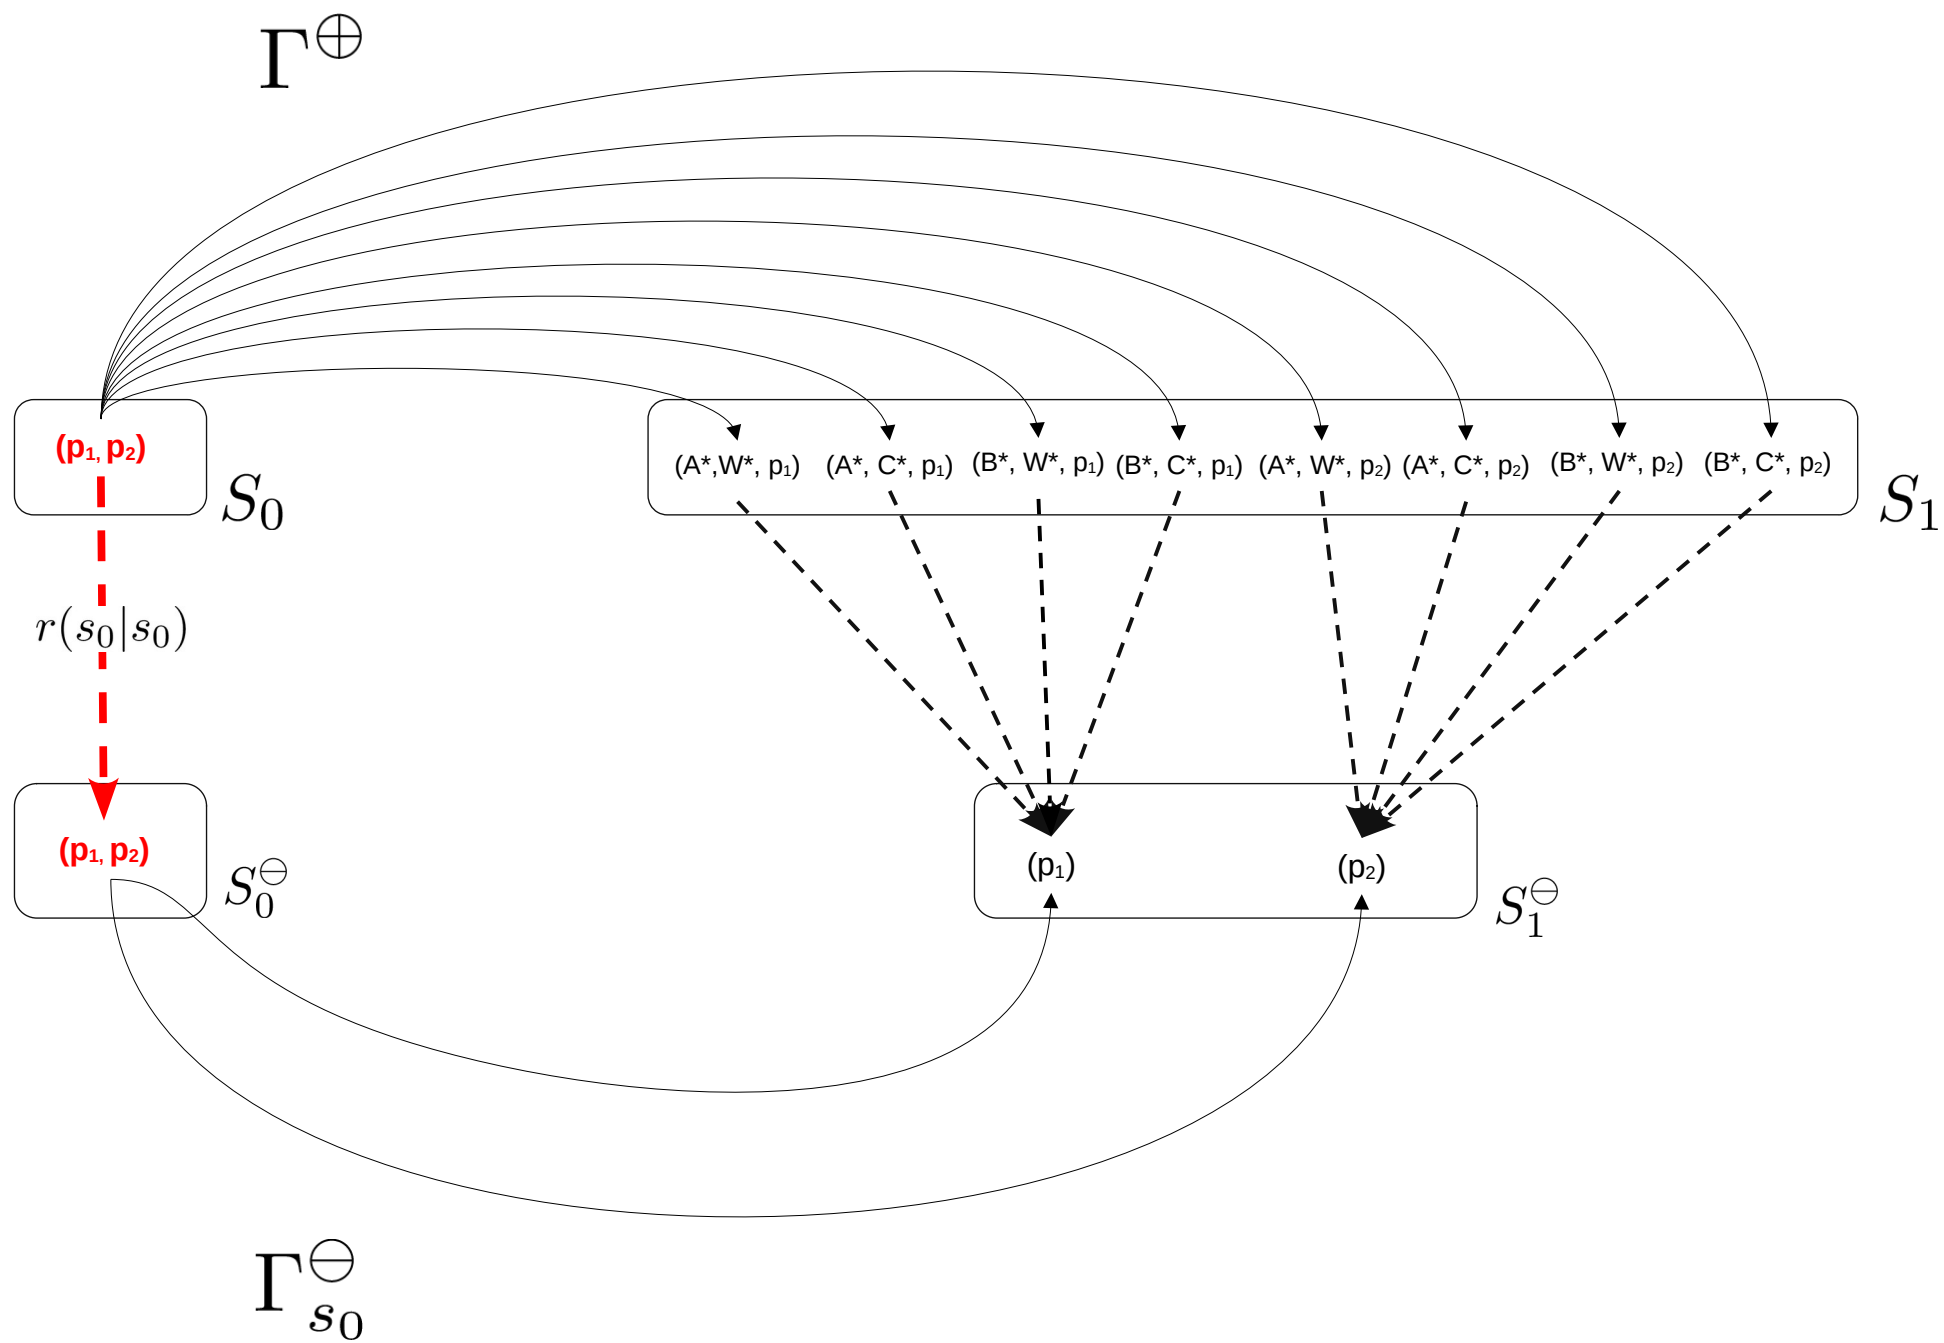 Γ⊕
(p₁, p₂)
S₀
(A*,W*, p₁) (A*, C*, p₁) (B*, W*, p₁) (B*, C*, p₁) (A*, W*, p₂) (A*, C*, p₂) (B*, W*, p₂) (B*, C*, p₂)
S₁
r(s₀|s₀)
(p₁, p₂)
S₀⊖
(p₁) (p₂)
S₁⊖
Γ⊖s₀